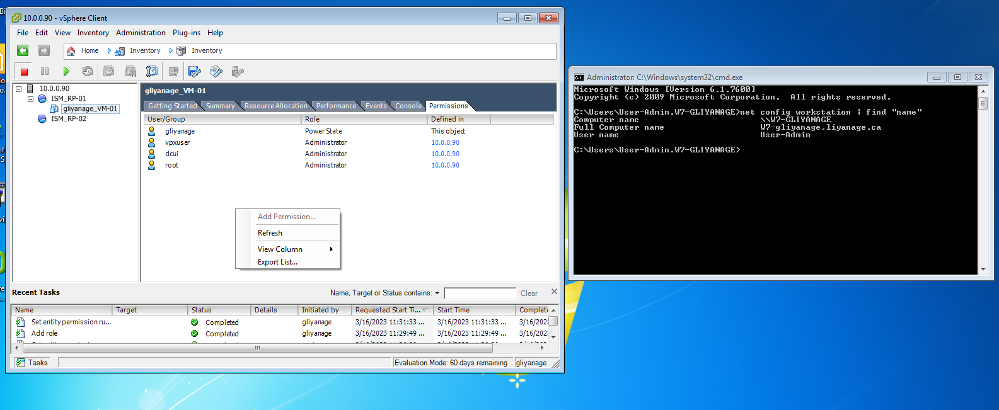 10.0.0.90 - vSphere Client
File Edit View Inventory Administration Plug-ins Help
Home Inventory Inventory
10.0.0.90
ISM_RP-01
gliyanage_VM-01
ISM_RP-02
gliyanage_VM-01
Getting Started Summary Resource Allocation Performance Events Console Permissions
User/Group Role Defined in
gliyanage Power State This object
vpxuser Administrator 10.0.0.90
dcui Administrator 10.0.0.90
root Administrator 10.0.0.90
Add Permission...
Refresh
View Column
Export List...
Recent Tasks
Name, Target or Status contains: Clear
Name Target Status Details Initiated by Requested Start Ti... Start Time Complet
Set entity permission ru... Completed gliyanage 3/16/2023 11:31:33 ... 3/16/2023 11:31:33 ... 3/16/202
Add role Completed gliyanage 3/16/2023 11:29:49 ... 3/16/2023 11:29:49 ... 3/16/202
Tasks Evaluation Mode: 60 days remaining gliyanage
Administrator: C:\Windows\system32\cmd.exe
Microsoft Windows [Version 6.1.7600]
Copyright (c) 2009 Microsoft Corporation. All rights reserved.
C:\Users\User-Admin.W7-GLIYANAGE>net config workstation | find "name"
Computer name \\W7-GLIYANAGE
Full Computer name W7-gliyanage.liyanage.ca
User name User-Admin
C:\Users\User-Admin.W7-GLIYANAGE>